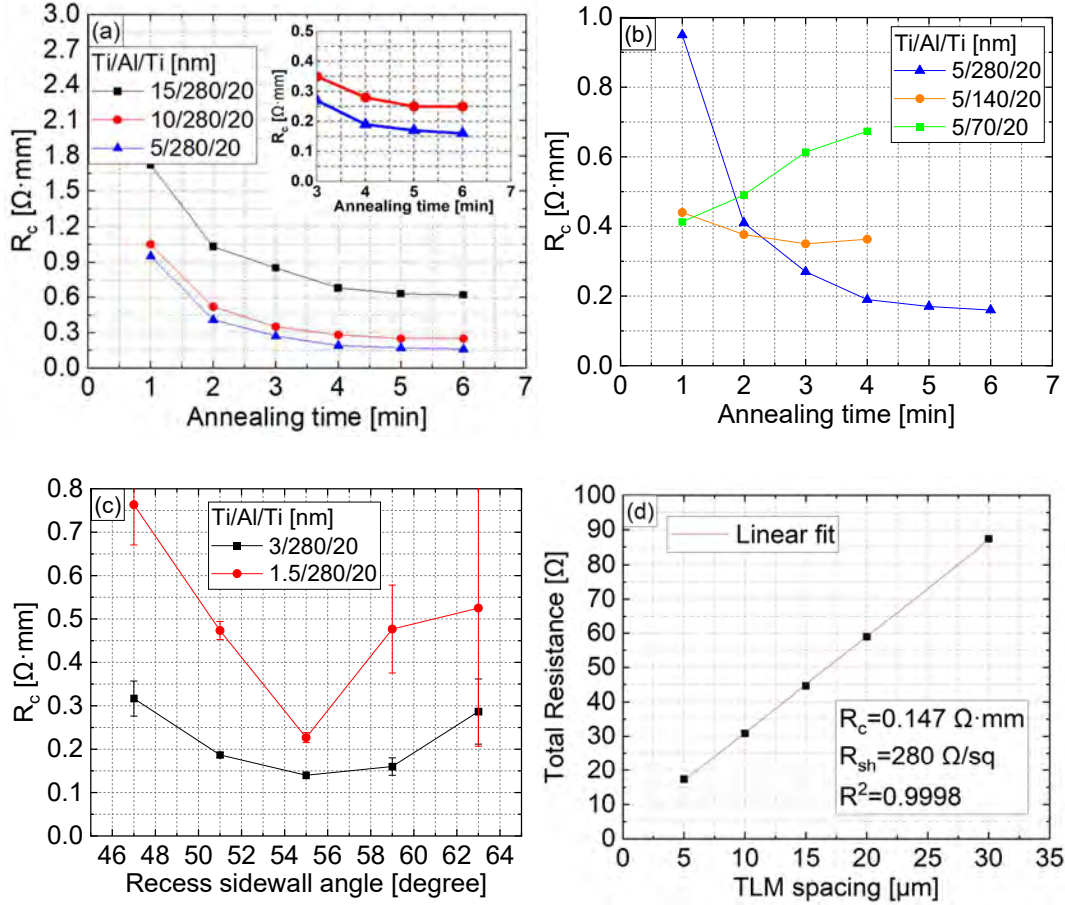 (a)
Ti/Al/Ti [nm]
15/280/20
10/280/20
5/280/20
3.0
2.7
2.4
2.1
1.8
1.5
1.2
0.9
0.6
0.3
0.0
Rc [Ω·mm]
0 1 2 3 4 5 6 7
Annealing time [min]
0.5
0.4
0.3
0.2
0.1
0.0
Rc [Ω·mm]
3 4 5 6 7
Annealing time [min]
(b)
Ti/Al/Ti [nm]
5/280/20
5/140/20
5/70/20
1.0
0.8
0.6
0.4
0.2
0.0
Rc [Ω·mm]
0 1 2 3 4 5 6 7
Annealing time [min]
(c)
Ti/Al/Ti [nm]
3/280/20
1.5/280/20
0.8
0.7
0.6
0.5
0.4
0.3
0.2
0.1
0.0
Rc [Ω·mm]
46 48 50 52 54 56 58 60 62 64
Recess sidewall angle [degree]
(d)
Linear fit
100
90
80
70
60
50
40
30
20
10
0
Total Resistance [Ω]
Rc=0.147 Ω·mm
Rsh=280 Ω/sq
R²=0.9998
0 5 10 15 20 25 30 35
TLM spacing [µm]